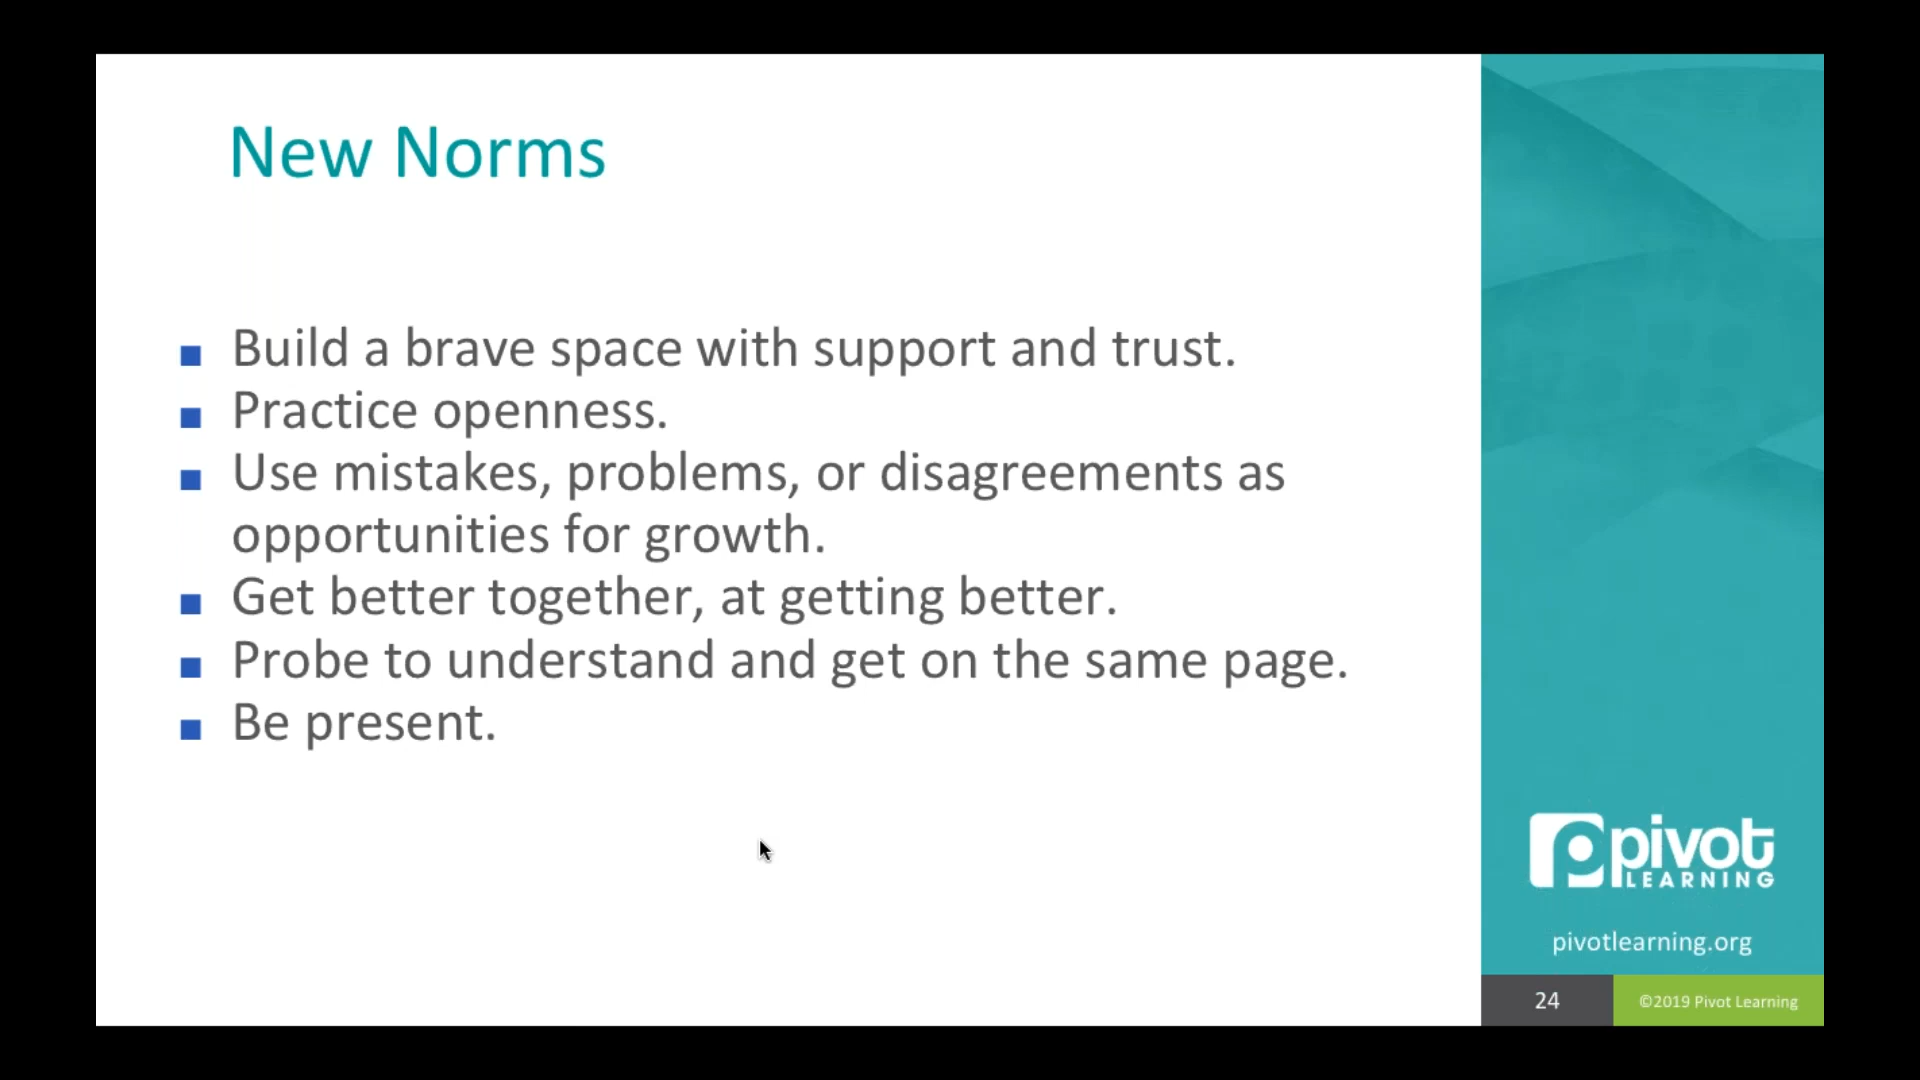 New Norms
■ Build a brave space with support and trust.
■ Practice openness.
■ Use mistakes, problems, or disagreements as
opportunities for growth.
■ Get better together, at getting better.
■ Probe to understand and get on the same page.
■ Be present.
pivot
LEARNING
pivotlearning.org
24
©2019 Pivot Learning